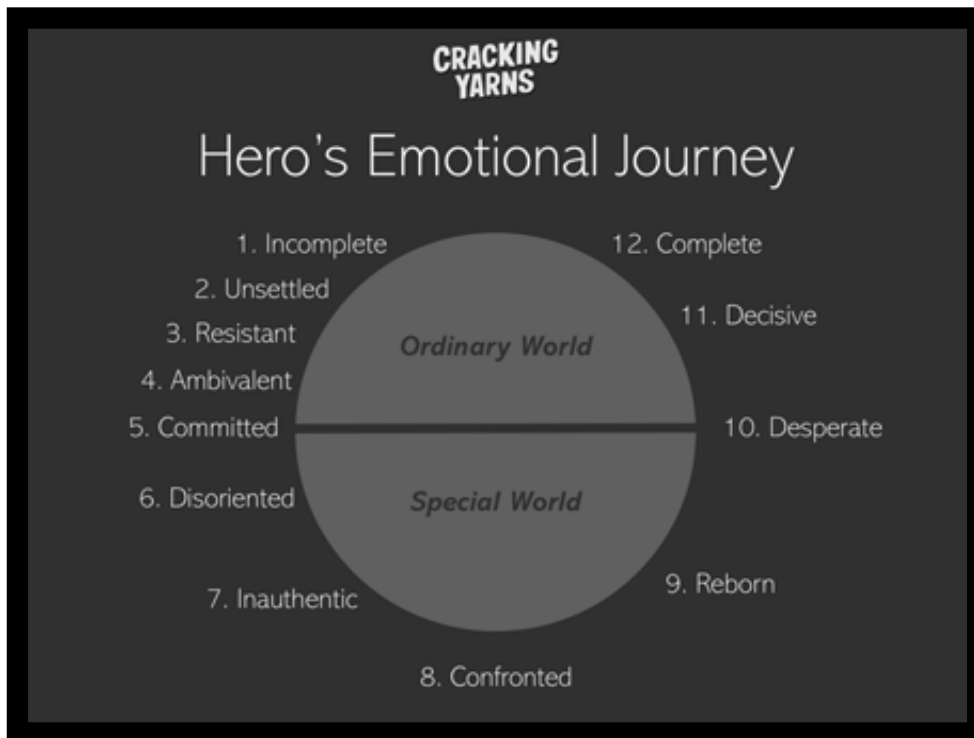 CRACKING
YARNS
Hero's Emotional Journey
1. Incomplete
2. Unsettled
3. Resistant
4. Ambivalent
5. Committed
6. Disoriented
7. Inauthentic
8. Confronted
9. Reborn
10. Desperate
11. Decisive
12. Complete
Ordinary World
Special World